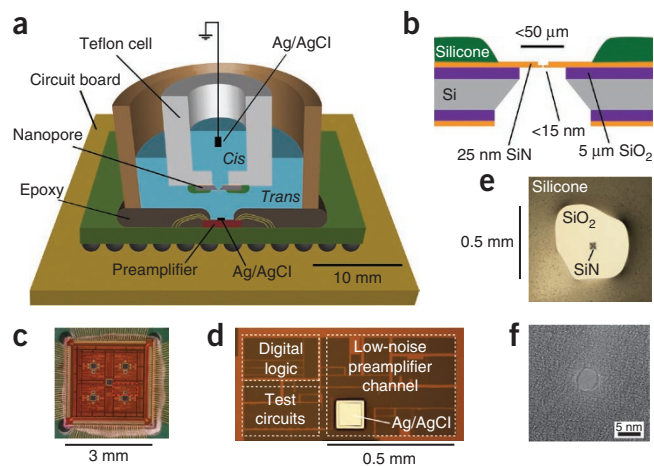 a
Teflon cell
Ag/AgCl
Circuit board
Nanopore
Cis
Trans
Epoxy
Preamplifier
Ag/AgCl
10 mm
b
<50 µm
Silicone
Si
<15 nm
25 nm SiN
5 µm SiO2
e
Silicone
SiO2
SiN
0.5 mm
c
3 mm
d
Digital
logic
Test
circuits
Low-noise
preamplifier
channel
Ag/AgCl
0.5 mm
f
5 nm